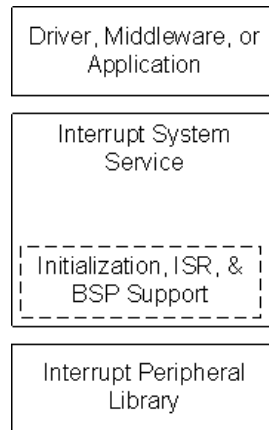 Driver, Middleware, or
Application
Interrupt System
Service
Initialization, ISR, &
BSP Support
Interrupt Peripheral
Library